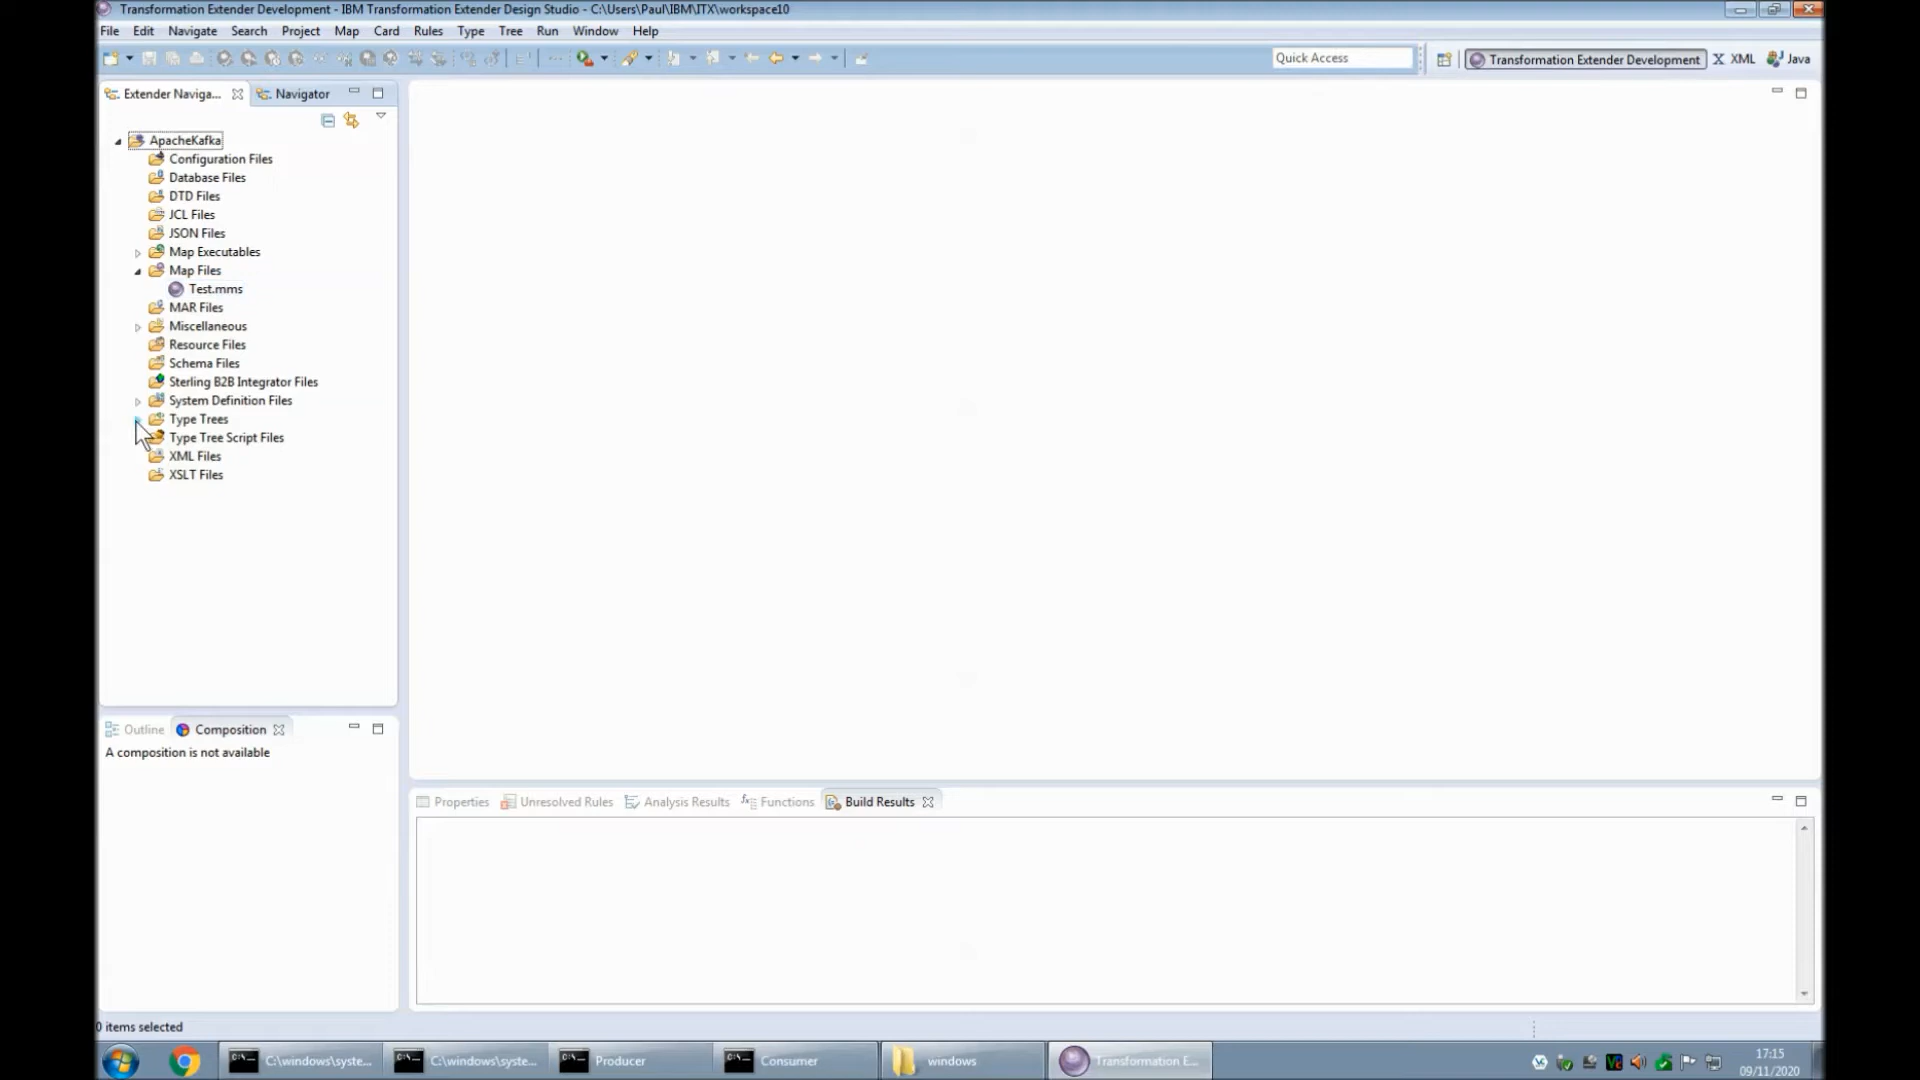 Transformation Extender Development - IBM Transformation Extender Design Studio - C:\Users\Paul\IBM\ITX\workspace10
File Edit Navigate Search Project Map Card Rules Type Tree Run Window Help
Quick Access
Transformation Extender Development
XML
Java
Extender Naviga...
Navigator
ApacheKafka
Configuration Files
Database Files
DTD Files
JCL Files
JSON Files
Map Executables
Map Files
Test.mms
MAR Files
Miscellaneous
Resource Files
Schema Files
Sterling B2B Integrator Files
System Definition Files
Type Trees
Type Tree Script Files
XML Files
XSLT Files
Outline
Composition
A composition is not available
Properties
Unresolved Rules
Analysis Results
Functions
Build Results
0 items selected
C:\windows\syste...
C:\windows\syste...
Producer
Consumer
windows
Transformation E...
17:15
09/11/2020